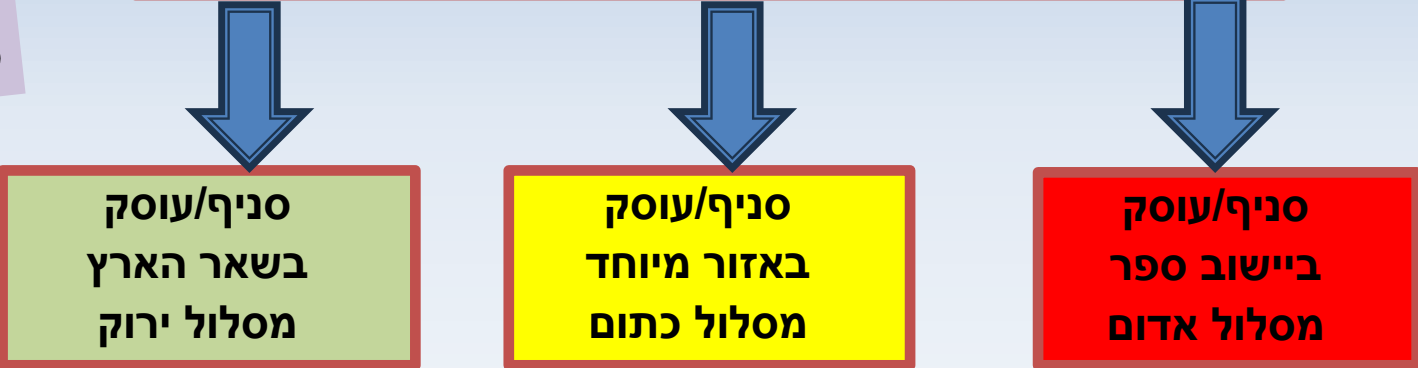 סניף/עוסק
ביישוב ספר
מסלול אדום
סניף/עוסק
באזור מיוחד
מסלול כתום
סניף/עוסק
בשאר הארץ
מסלול ירוק